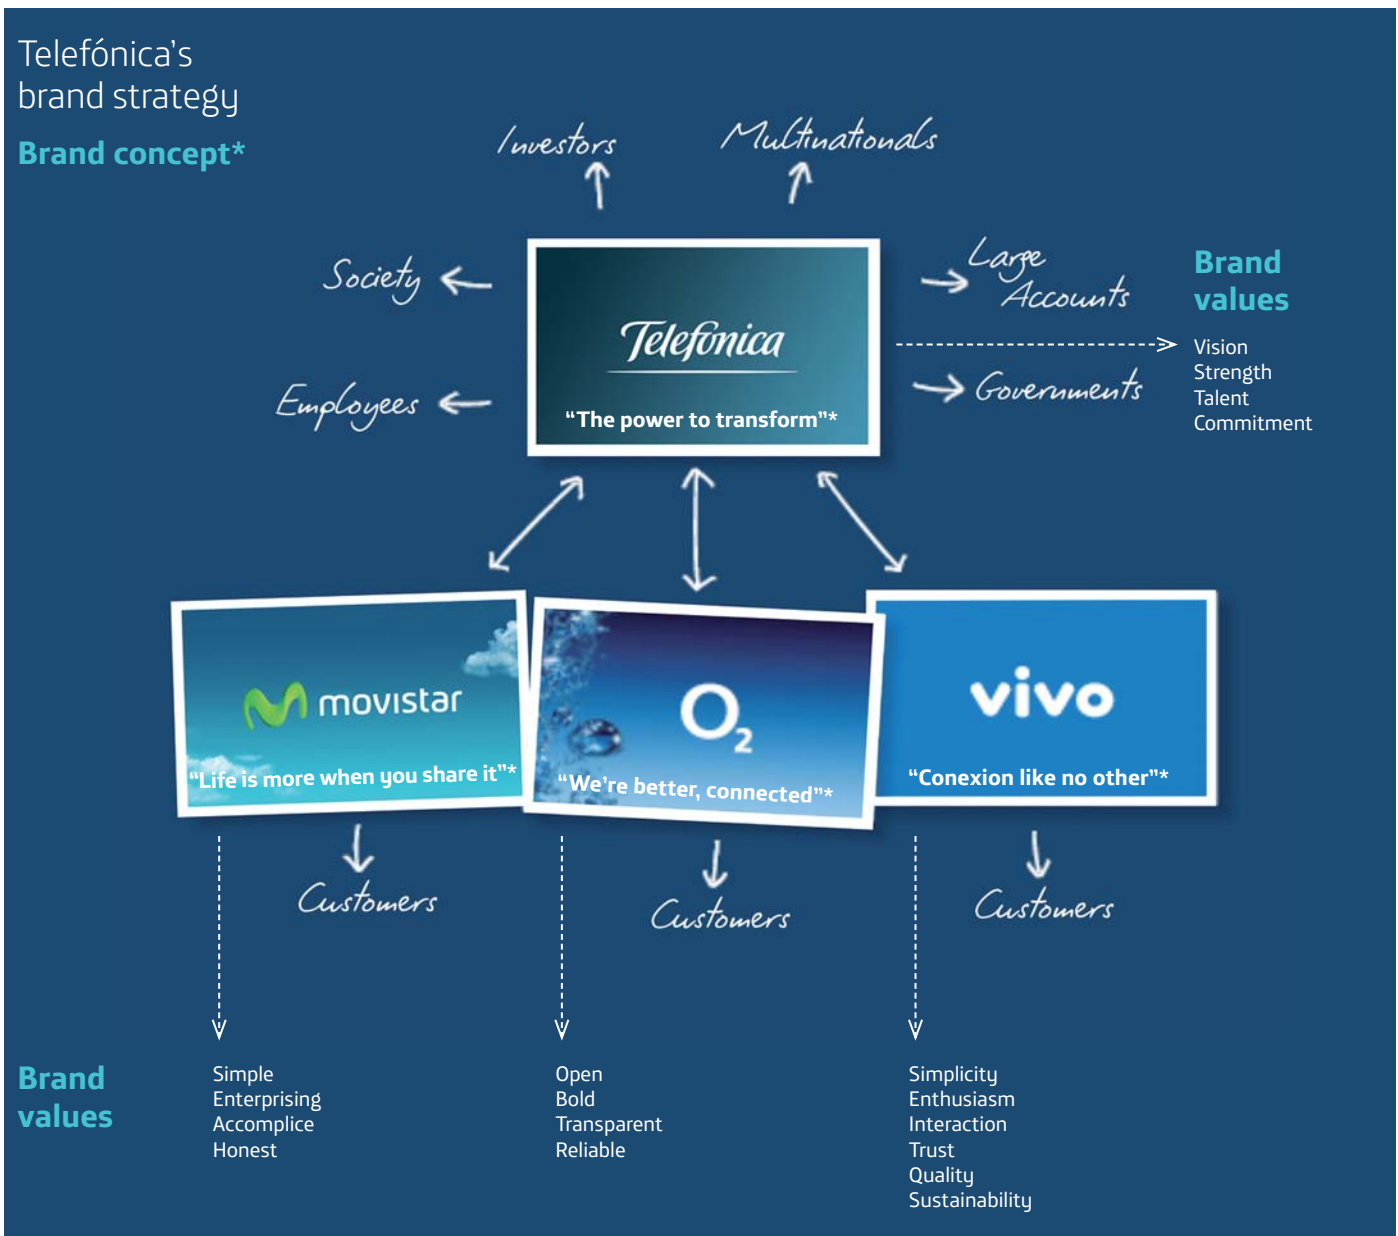 Telefónica's
brand strategy
Brand concept*
Investors
Multinationals
Society
Large
Accounts
Employees
Governments
Telefónica
"The power to transform"*
Brand
values
Vision
Strength
Talent
Commitment
movistar
"Life is more when you share it"*
O2
"We're better, connected"*
vivo
"Conexion like no other"*
Customers
Customers
Customers
Brand
values
Simple
Enterprising
Accomplice
Honest
Open
Bold
Transparent
Reliable
Simplicity
Enthusiasm
Interaction
Trust
Quality
Sustainability